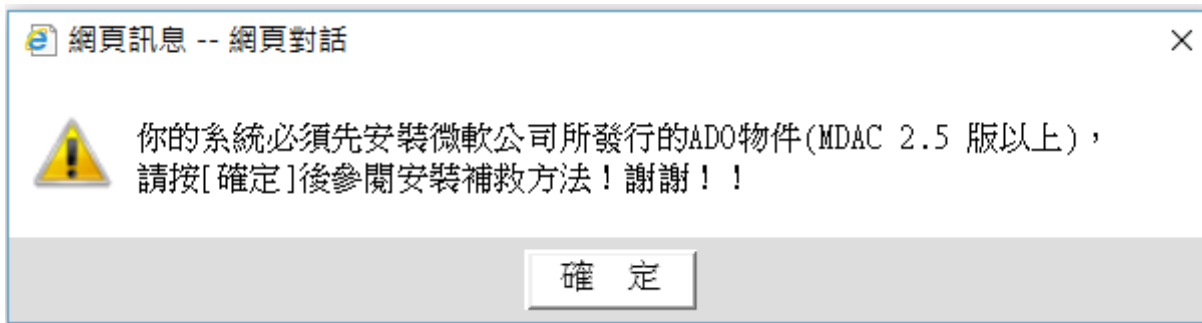 網頁訊息 -- 網頁對話
你的系統必須先安裝微軟公司所發行的ADO物件(MDAC 2.5 版以上)，
請按[確定]後參閱安裝補救方法！謝謝！！
確 定